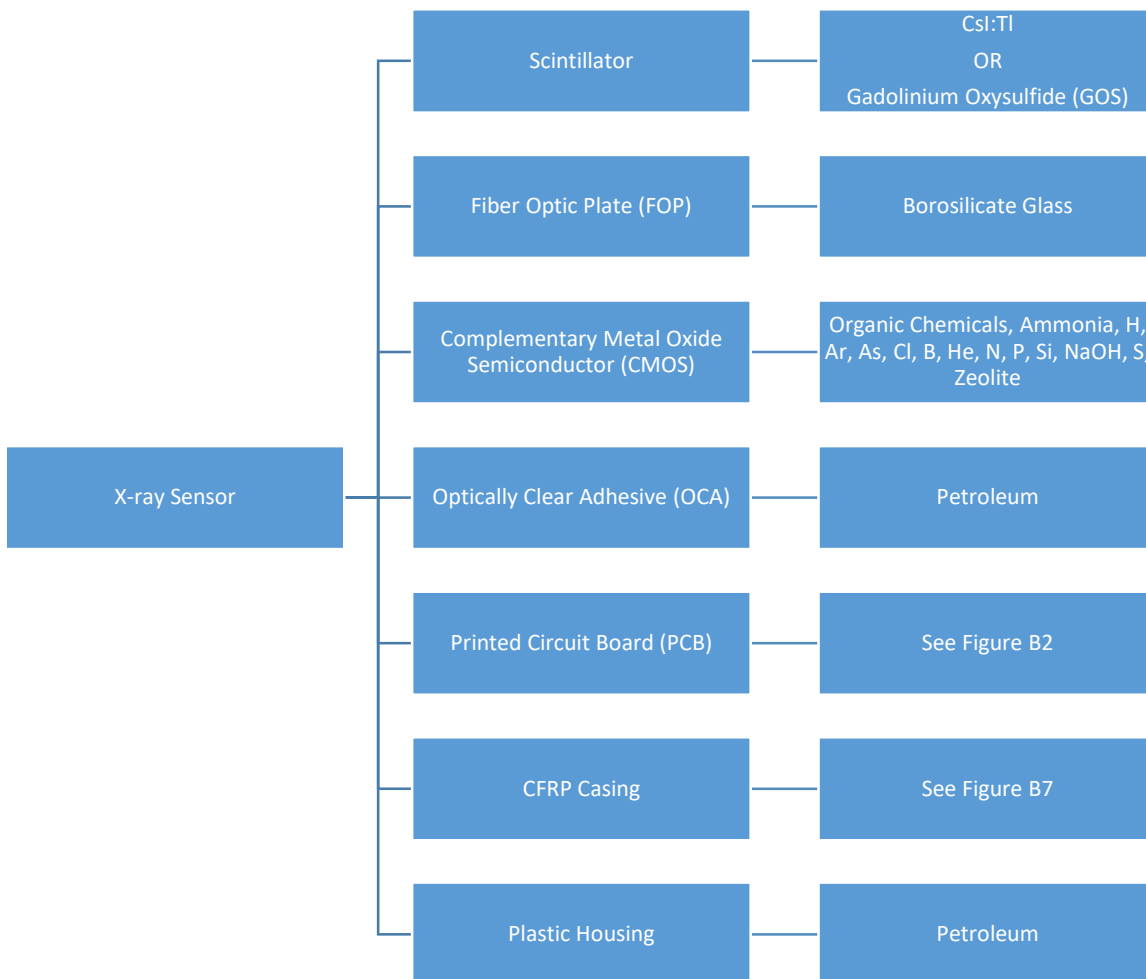 X-ray Sensor
Scintillator
CsI:Tl
OR
Gadolinium Oxysulfide (GOS)
Fiber Optic Plate (FOP)
Borosilicate Glass
Complementary Metal Oxide
Semiconductor (CMOS)
Organic Chemicals, Ammonia, H,
Ar, As, Cl, B, He, N, P, Si, NaOH, S,
Zeolite
Optically Clear Adhesive (OCA)
Petroleum
Printed Circuit Board (PCB)
See Figure B2
CFRP Casing
See Figure B7
Plastic Housing
Petroleum